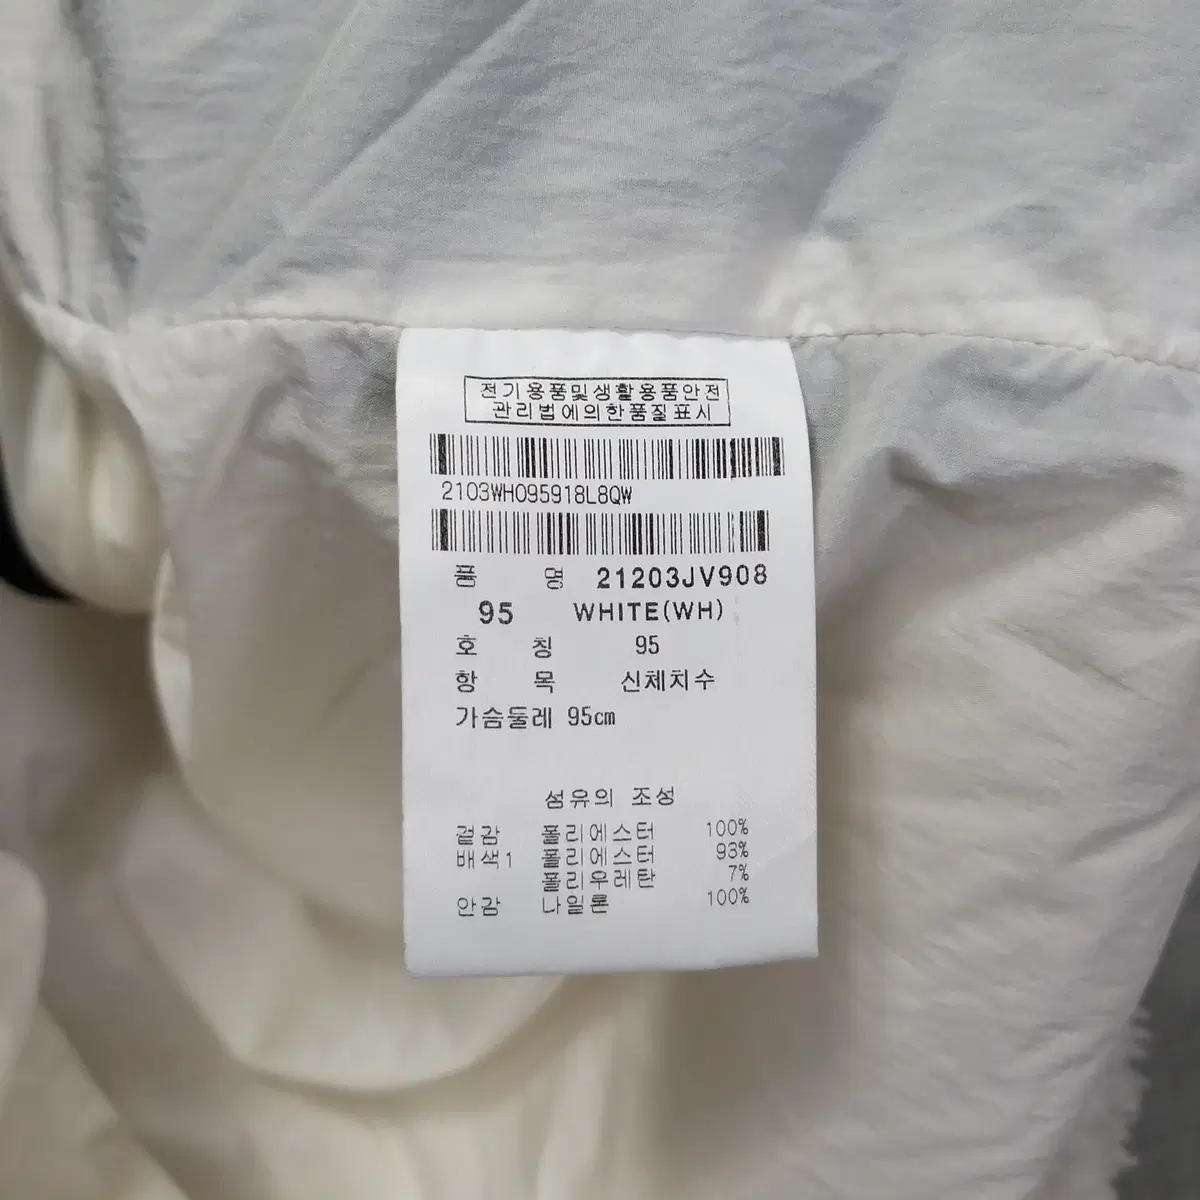 전기용품및생활용품안전
관리법에의한품질표시
2103WH095918L8QW
품 명 21203JV908
95 WHITE(WH)
호 칭 95
항 목 신체치수
가슴둘레 95cm
섬유의 조성
겉감 폴리에스터 100%
배색1 폴리에스터 93%
폴리우레탄 7%
안감 나일론 100%